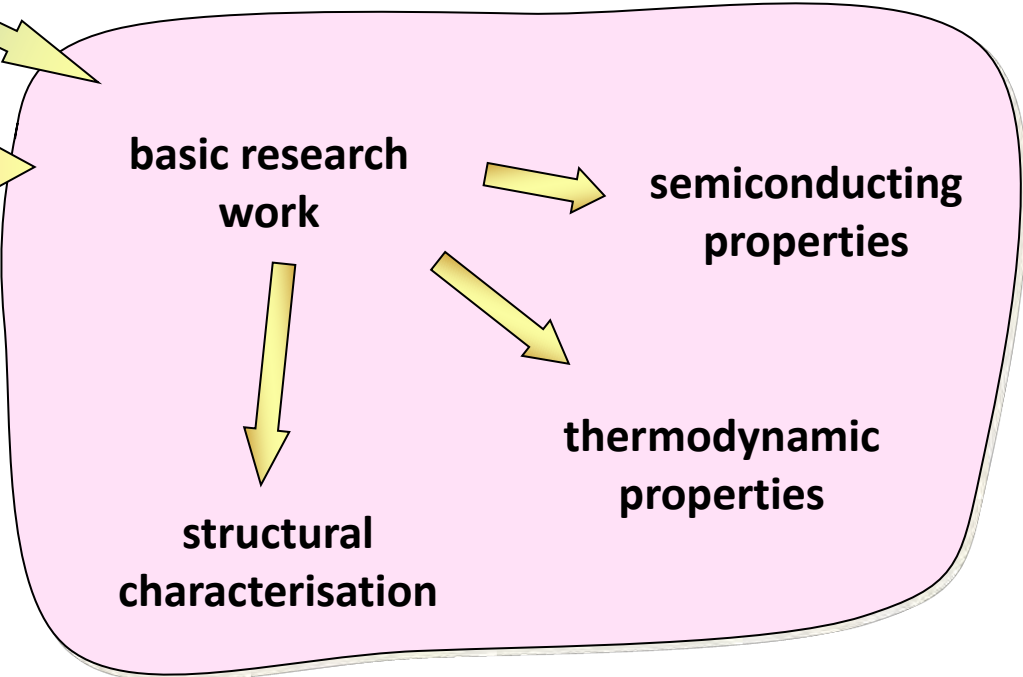 basic research
work
semiconducting
properties
thermodynamic
properties
structural
characterisation